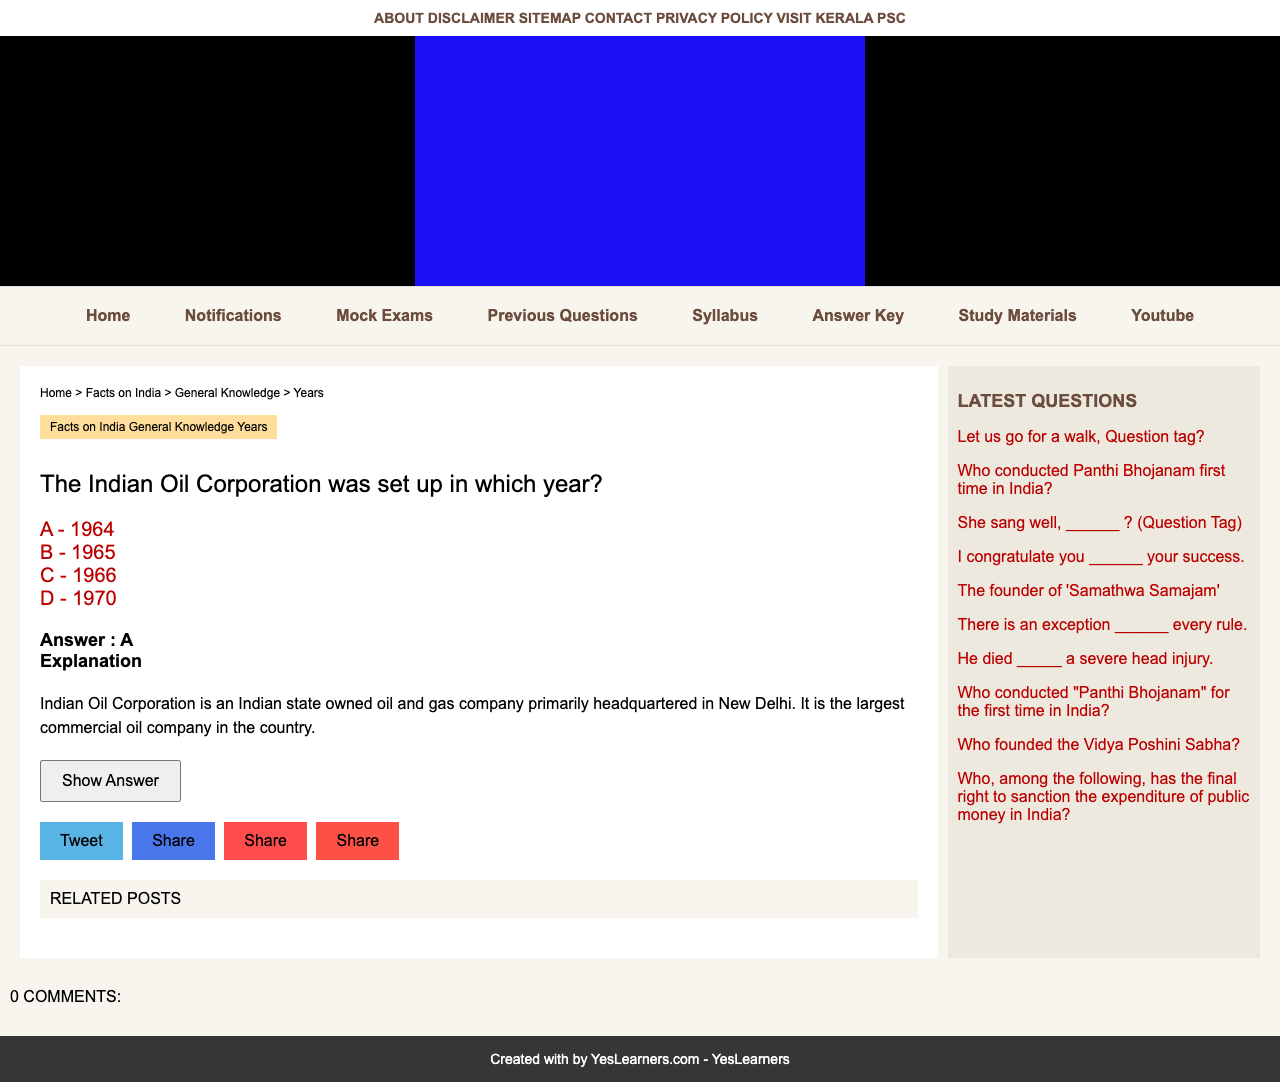 ABOUT DISCLAIMER SITEMAP CONTACT PRIVACY POLICY VISIT KERALA PSC
Home Notifications Mock Exams Previous Questions Syllabus Answer Key Study Materials Youtube
Home > Facts on India > General Knowledge > Years
Facts on India General Knowledge Years
The Indian Oil Corporation was set up in which year?
A - 1964
B - 1965
C - 1966
D - 1970
Answer : A
Explanation
Indian Oil Corporation is an Indian state owned oil and gas company primarily headquartered in New Delhi. It is the largest
commercial oil company in the country.
Show Answer
Tweet Share Share Share
RELATED POSTS
LATEST QUESTIONS
Let us go for a walk, Question tag?
Who conducted Panthi Bhojanam first
time in India?
She sang well, ______ ? (Question Tag)
I congratulate you ______ your success.
The founder of 'Samathwa Samajam'
There is an exception ______ every rule.
He died _____ a severe head injury.
Who conducted "Panthi Bhojanam" for
the first time in India?
Who founded the Vidya Poshini Sabha?
Who, among the following, has the final
right to sanction the expenditure of public
money in India?
0 COMMENTS:
Created with by YesLearners.com - YesLearners